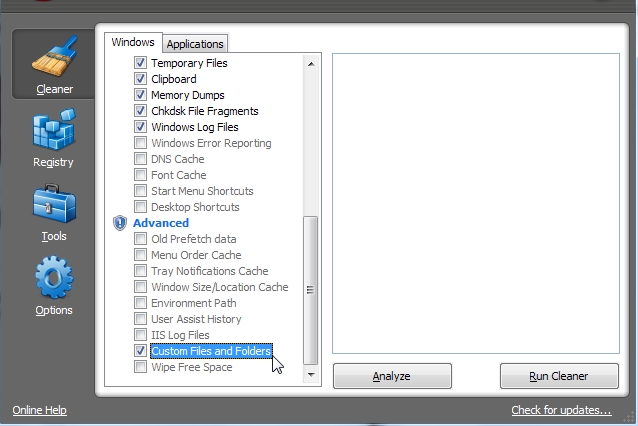 Windows
Applications
Cleaner
Registry
Tools
Options
Temporary Files
Clipboard
Memory Dumps
Chkdsk File Fragments
Windows Log Files
Windows Error Reporting
DNS Cache
Font Cache
Start Menu Shortcuts
Desktop Shortcuts
Advanced
Old Prefetch data
Menu Order Cache
Tray Notifications Cache
Window Size/Location Cache
Environment Path
User Assist History
IIS Log Files
Custom Files and Folders
Wipe Free Space
Analyze
Run Cleaner
Online Help
Check for updates...